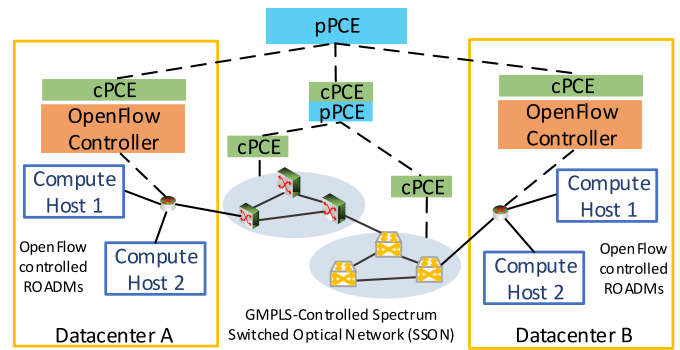 pPCE
cPCE
OpenFlow
Controller
Compute
Host 1
Compute
Host 2
OpenFlow
controlled
ROADMs
Datacenter A
cPCE
pPCE
cPCE
cPCE
GMPLS-Controlled Spectrum
Switched Optical Network (SSON)
cPCE
OpenFlow
Controller
Compute
Host 1
Compute
Host 2
OpenFlow
controlled
ROADMs
Datacenter B